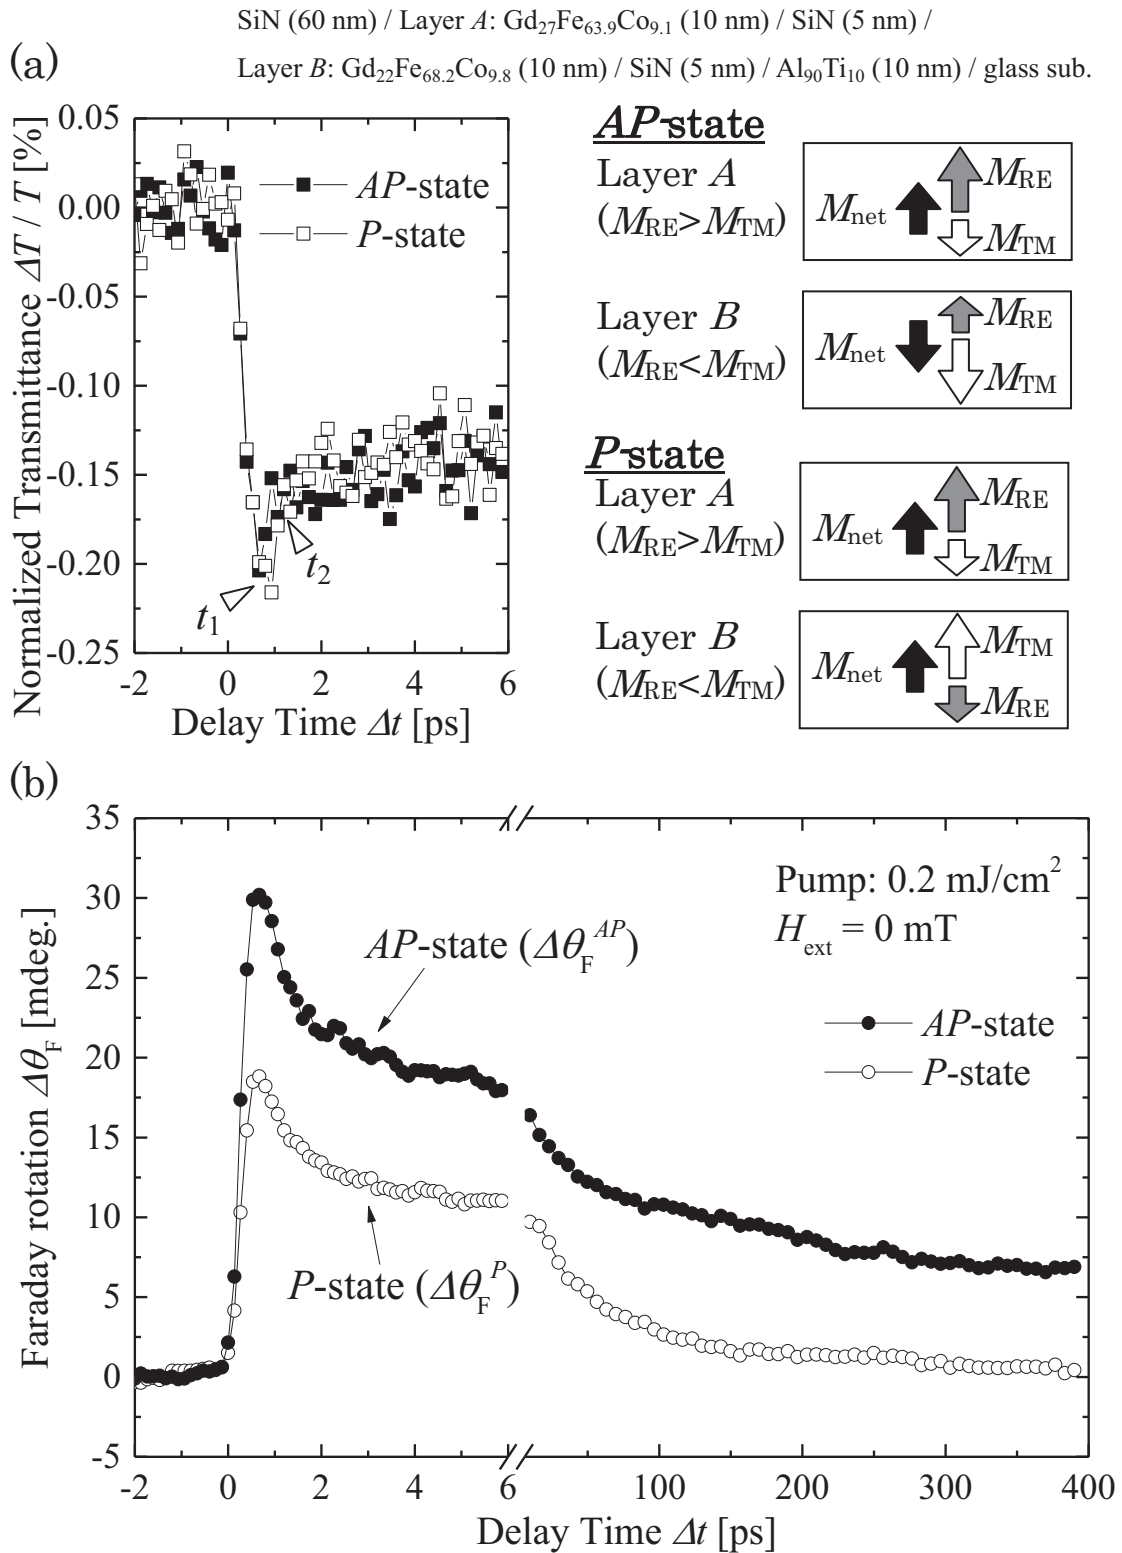 SiN (60 nm) / Layer A: Gd27Fe63.9Co9.1 (10 nm) / SiN (5 nm) /
(a)
Layer B: Gd22Fe68.2Co9.8 (10 nm) / SiN (5 nm) / Al90Ti10 (10 nm) / glass sub.
Normalized Transmittance ΔT / T [%]
0.05
0.00
-0.05
-0.10
-0.15
-0.20
-0.25
AP-state
P-state
t1
t2
-2 0 2 4 6
Delay Time Δt [ps]
AP-state
Layer A
(MRE>MTM)
Mnet
MRE
MTM
Layer B
(MRE<MTM)
Mnet
MRE
MTM
P-state
Layer A
(MRE>MTM)
Mnet
MRE
MTM
Layer B
(MRE<MTM)
Mnet
MTM
MRE
(b)
Faraday rotation ΔθF [mdeg.]
35
30
25
20
15
10
5
0
-5
Pump: 0.2 mJ/cm2
Hext = 0 mT
AP-state (ΔθFAP)
AP-state
P-state
P-state (ΔθFP)
-2 0 2 4 6 100 200 300 400
Delay Time Δt [ps]